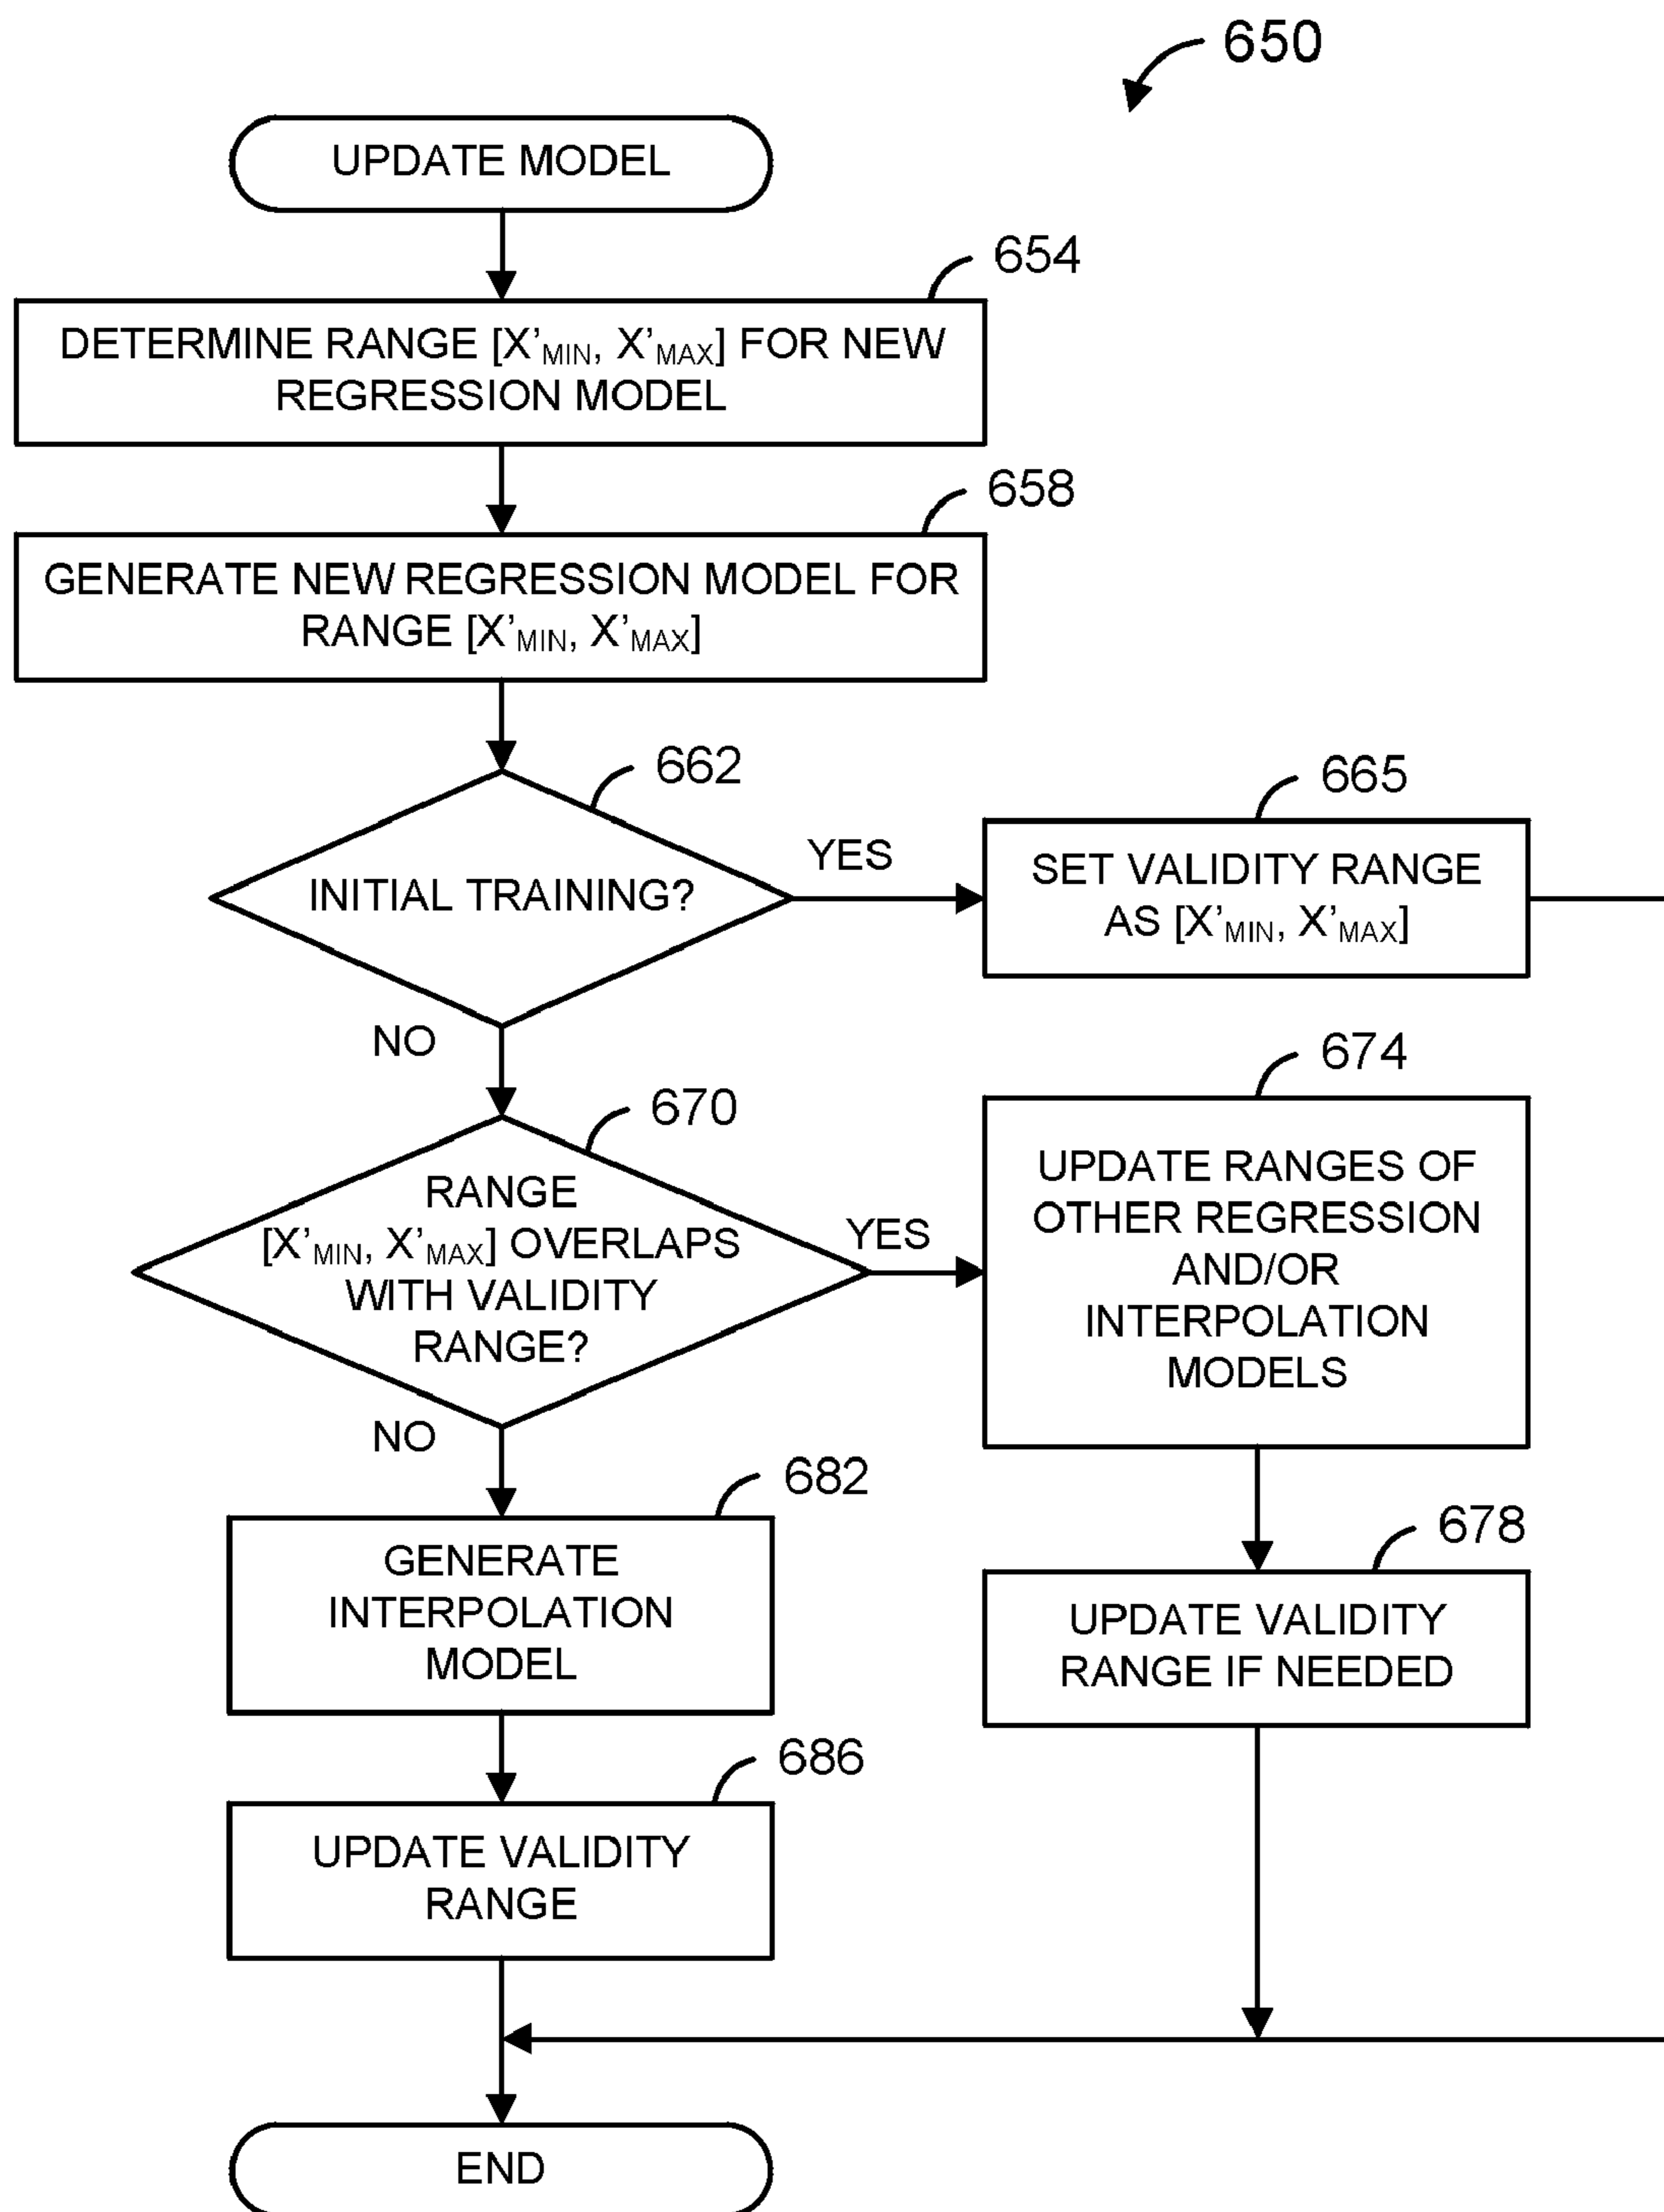 650
UPDATE MODEL
654
DETERMINE RANGE [X'MIN, X'MAX] FOR NEW
REGRESSION MODEL
658
GENERATE NEW REGRESSION MODEL FOR
RANGE [X'MIN, X'MAX]
662
INITIAL TRAINING?
YES
665
SET VALIDITY RANGE
AS [X'MIN, X'MAX]
NO
670
RANGE
[X'MIN, X'MAX] OVERLAPS
WITH VALIDITY
RANGE?
YES
674
UPDATE RANGES OF
OTHER REGRESSION
AND/OR
INTERPOLATION
MODELS
678
UPDATE VALIDITY
RANGE IF NEEDED
NO
682
GENERATE
INTERPOLATION
MODEL
686
UPDATE VALIDITY
RANGE
END